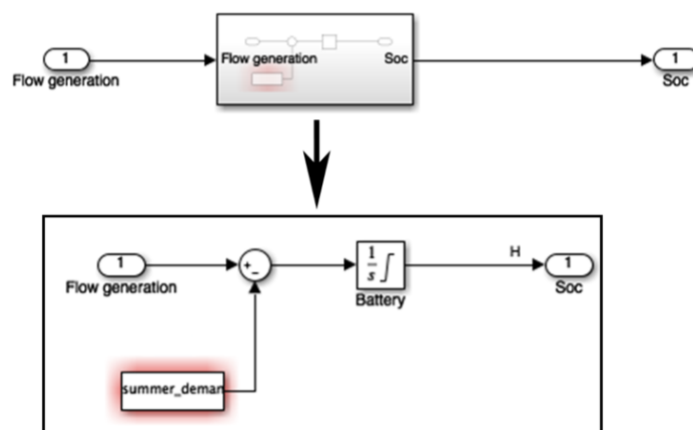 1
Flow generation
Flow generation
Soc
1
Soc
1
Flow generation
+
-
1
s
∫
Battery
H
1
Soc
summer_deman